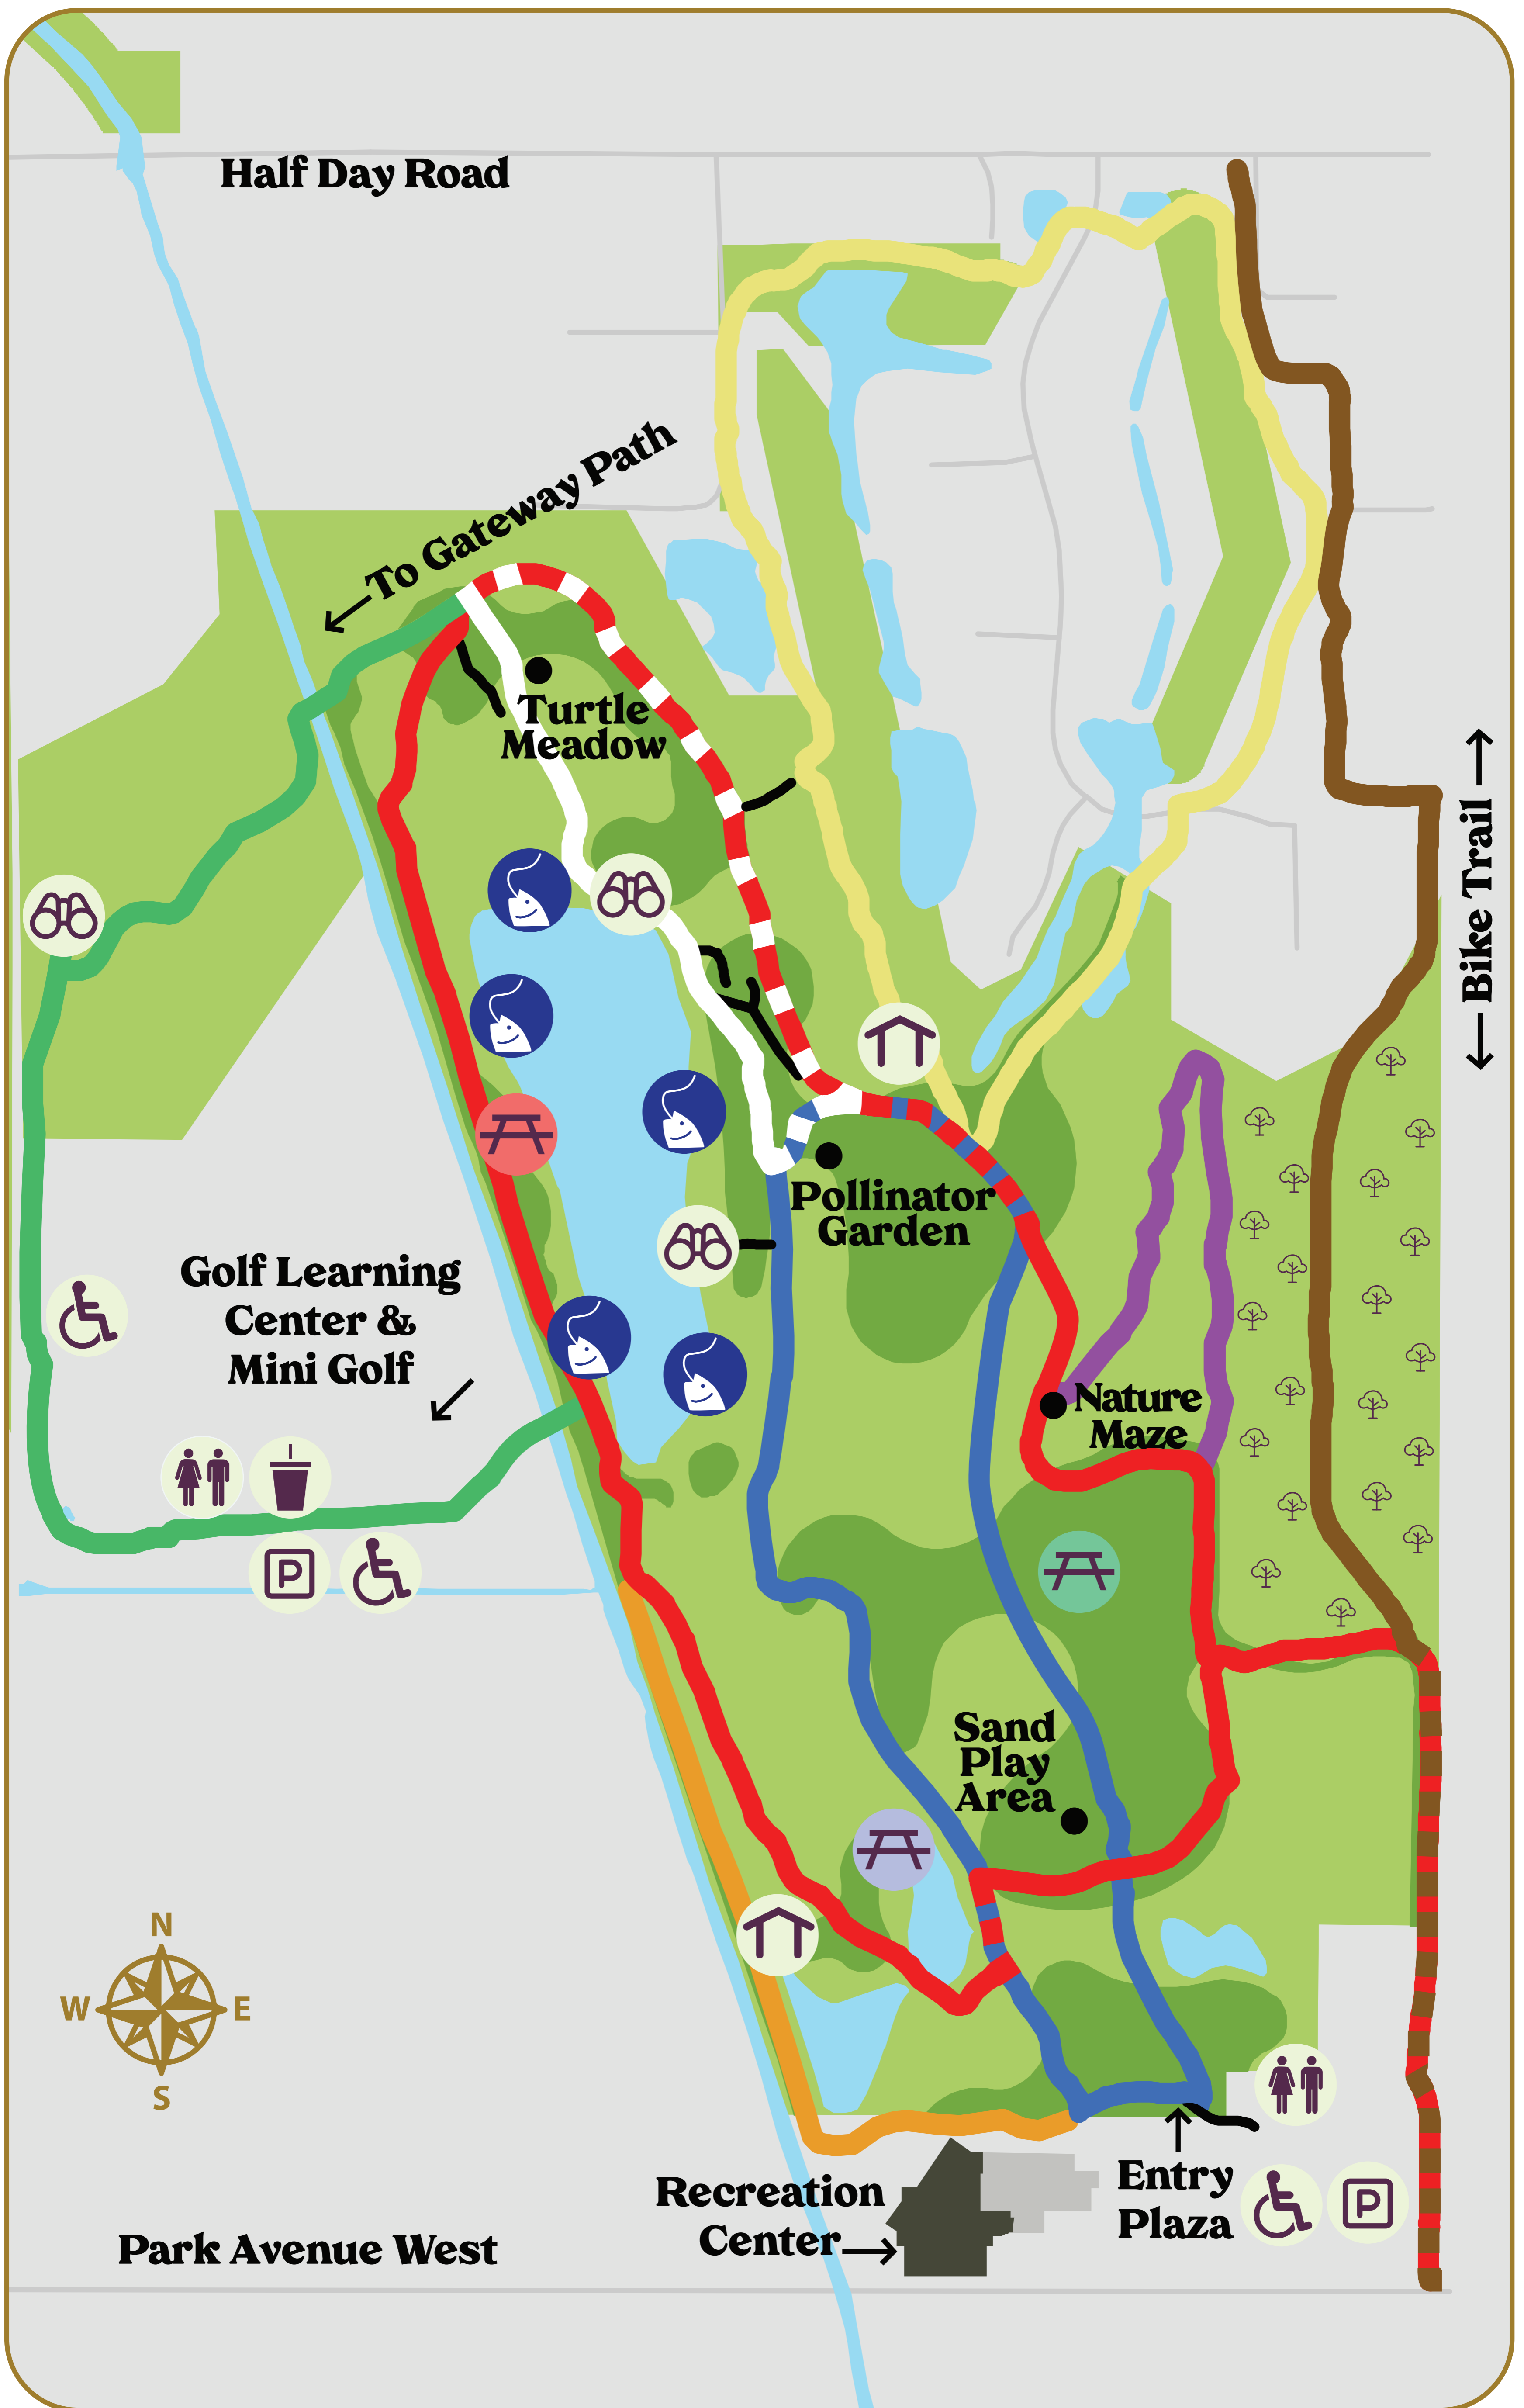 Half Day Road
To Gateway Path
Turtle
Meadow
Bike Trail
Pollinator
Garden
Golf Learning
Center &
Mini Golf
Nature
Maze
P
Sand
Play
Area
N
W
E
S
Entry
Plaza
P
Recreation
Center
Park Avenue West